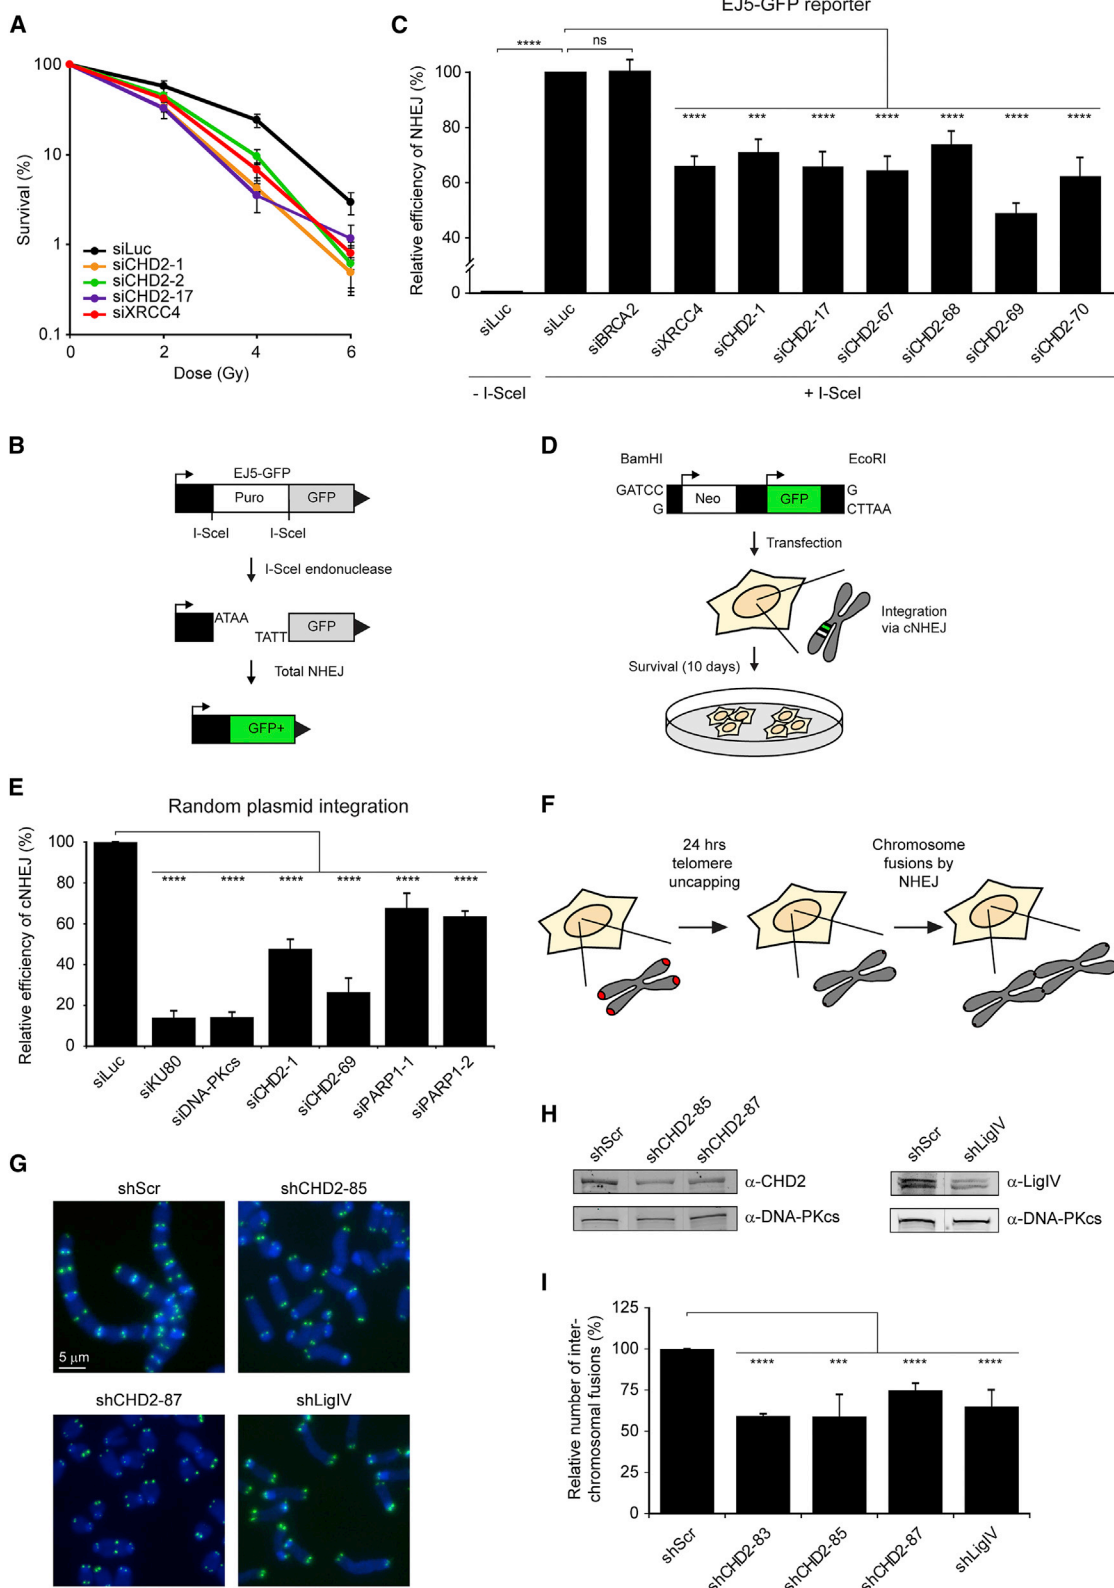 A
100
10
1
0.1
Survival (%)
siLuc
siCHD2-1
siCHD2-2
siCHD2-17
siXRCC4
0
2
4
6
Dose (Gy)
C
EJ5-GFP reporter
****
ns
****
***
****
****
****
****
****
100
80
60
40
0
Relative efficiency of NHEJ (%)
siLuc
siLuc
siBRCA2
siXRCC4
siCHD2-1
siCHD2-17
siCHD2-67
siCHD2-68
siCHD2-69
siCHD2-70
- I-SceI
+ I-SceI
B
EJ5-GFP
Puro
GFP
I-SceI
I-SceI
I-SceI endonuclease
ATAA
TATT
GFP
Total NHEJ
GFP+
D
BamHI
EcoRI
GATCC
G
Neo
GFP
G
CTTAA
Transfection
Integration
via cNHEJ
Survival (10 days)
E
Random plasmid integration
****
****
****
****
****
****
100
80
60
40
20
0
Relative efficiency of cNHEJ (%)
siLuc
siKU80
siDNA-PKcs
siCHD2-1
siCHD2-69
siPARP1-1
siPARP1-2
F
24 hrs
telomere
uncapping
Chromosome
fusions by
NHEJ
G
shScr
shCHD2-85
5 μm
shCHD2-87
shLigIV
H
shScr
shCHD2-85
shCHD2-87
α-CHD2
α-DNA-PKcs
shScr
shLigIV
α-LigIV
α-DNA-PKcs
I
125
100
75
50
25
0
Relative number of inter-
chromosomal fusions (%)
****
***
****
****
shScr
shCHD2-83
shCHD2-85
shCHD2-87
shLigIV